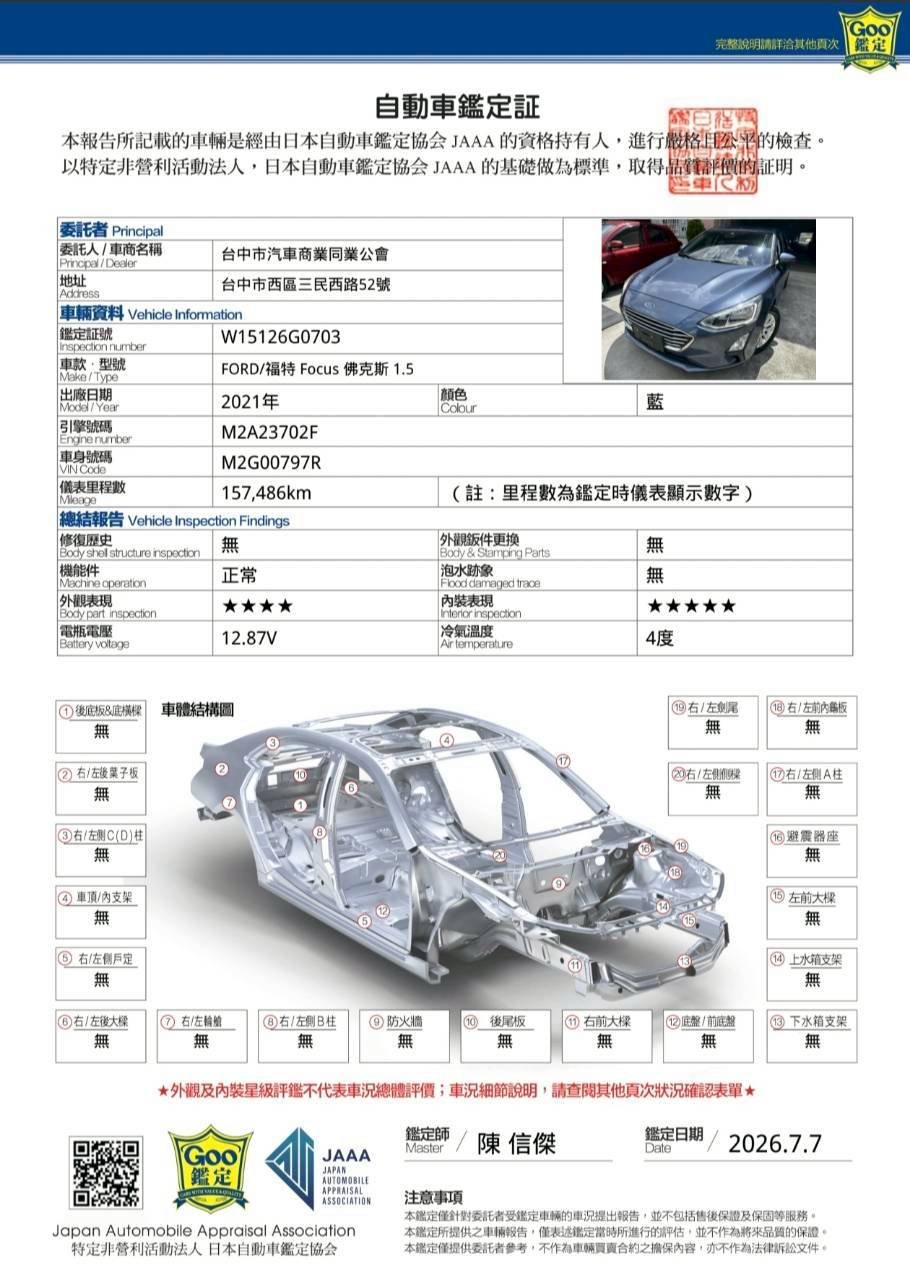 完整說明請詳洽其他頁次
Goo
鑑定
自動車鑑定証
本報告所記載的車輛是經由日本自動車鑑定協会 JAAA 的資格持有人，進行嚴格且公平的檢查。
以特定非營利活動法人，日本自動車鑑定協会 JAAA 的基礎做為標準，取得品質評價的証明。
委託者 Principal
委託人 / 車商名稱
Principal / Dealer
台中市汽車商業同業公會
地址
Address
台中市西區三民西路52號
車輛資料 Vehicle Information
鑑定証號
Inspection number
W15126G0703
車款．型號
Make / Type
FORD/福特 Focus 佛克斯 1.5
出廠日期
Model / Year
2021年
顏色
Colour
藍
引擎號碼
Engine number
M2A23702F
車身號碼
VIN Code
M2G00797R
儀表里程數
Mileage
157,486km
（註：里程數為鑑定時儀表顯示數字）
總結報告 Vehicle Inspection Findings
修復歷史
Body shell structure inspection
無
外觀鈑件更換
Body & Stamping Parts
無
機能件
Machine operation
正常
泡水跡象
Flood damaged trace
無
外觀表現
Body part inspection
★★★★
內裝表現
Interior inspection
★★★★★
電瓶電壓
Battery voltage
12.87V
冷氣溫度
Air temperature
4度
車體結構圖
①後底板&底橫樑
無
②右/左後葉子板
無
③右/左側C(D)柱
無
④車頂/內支架
無
⑤右/左側戶定
無
⑥右/左後大樑
無
⑦右/左輪艙
無
⑧右/左側B柱
無
⑨防火牆
無
⑩後尾板
無
⑪右前大樑
無
⑫底盤/前底盤
無
⑬下水箱支架
無
⑭上水箱支架
無
⑮左前大樑
無
⑯避震器座
無
⑰右/左側A柱
無
⑱右/左前內龜板
無
⑲右/左劍尾
無
⑳右/左側側樑
無
★外觀及內裝星級評鑑不代表車況總體評價；車況細節說明，請查閱其他頁次狀況確認表單★
Goo
鑑定
JAAA
JAPAN
AUTOMOBILE
APPRAISAL
ASSOCIATION
Japan Automobile Appraisal Association
特定非營利活動法人 日本自動車鑑定協会
鑑定師
Master
陳 信傑
鑑定日期
Date
2026.7.7
注意事項
本鑑定僅針對委託者受鑑定車輛的車況提出報告，並不包括售後保證及保固等服務。
本鑑定所提供之車輛報告，僅表述鑑定當時所進行的評估，並不作為將來品質的保證。
本鑑定僅提供委託者參考，不作為車輛買賣合約之擔保內容，亦不作為法律訴訟文件。